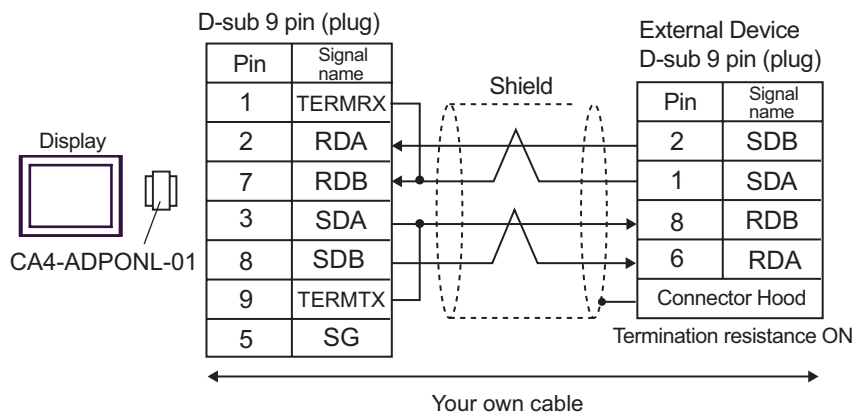 D-sub 9 pin (plug)
Pin Signal name
1 TERMRX
2 RDA
7 RDB
3 SDA
8 SDB
9 TERMTX
5 SG
Display
CA4-ADPONL-01
Shield
External Device
D-sub 9 pin (plug)
Pin Signal name
2 SDB
1 SDA
8 RDB
6 RDA
Connector Hood
Termination resistance ON
Your own cable